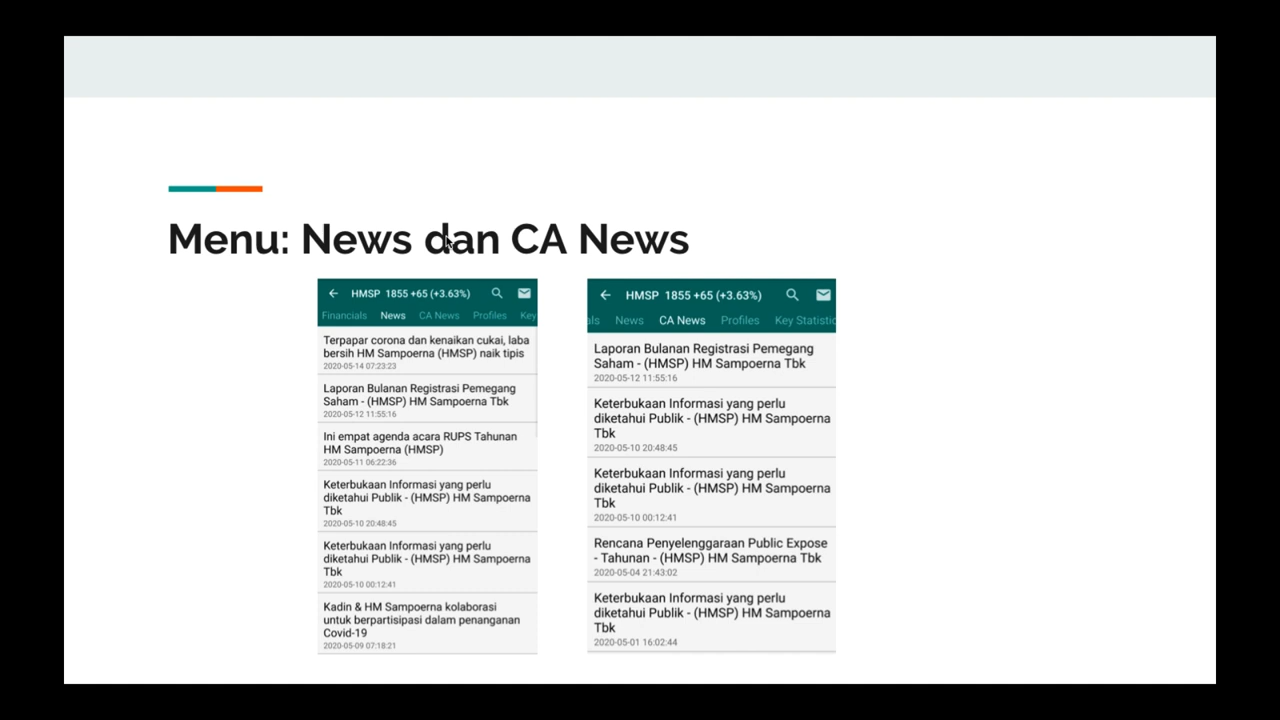 Menu: News dan CA News
HMSP 1855 +65 (+3.63%)
Financials News CA News Profiles Key
Terpapar corona dan kenaikan cukai, laba
bersih HM Sampoerna (HMSP) naik tipis
2020-05-14 07:23:23
Laporan Bulanan Registrasi Pemegang
Saham - (HMSP) HM Sampoerna Tbk
2020-05-12 11:55:16
Ini empat agenda acara RUPS Tahunan
HM Sampoerna (HMSP)
2020-05-11 06:22:36
Keterbukaan Informasi yang perlu
diketahui Publik - (HMSP) HM Sampoerna
Tbk
2020-05-10 20:48:45
Keterbukaan Informasi yang perlu
diketahui Publik - (HMSP) HM Sampoerna
Tbk
2020-05-10 00:12:41
Kadin & HM Sampoerna kolaborasi
untuk berpartisipasi dalam penanganan
Covid-19
2020-05-09 07:18:21
HMSP 1855 +65 (+3.63%)
als News CA News Profiles Key Statistic
Laporan Bulanan Registrasi Pemegang
Saham - (HMSP) HM Sampoerna Tbk
2020-05-12 11:55:16
Keterbukaan Informasi yang perlu
diketahui Publik - (HMSP) HM Sampoerna
Tbk
2020-05-10 20:48:45
Keterbukaan Informasi yang perlu
diketahui Publik - (HMSP) HM Sampoerna
Tbk
2020-05-10 00:12:41
Rencana Penyelenggaraan Public Expose
- Tahunan - (HMSP) HM Sampoerna Tbk
2020-05-04 21:43:02
Keterbukaan Informasi yang perlu
diketahui Publik - (HMSP) HM Sampoerna
Tbk
2020-05-01 16:02:44